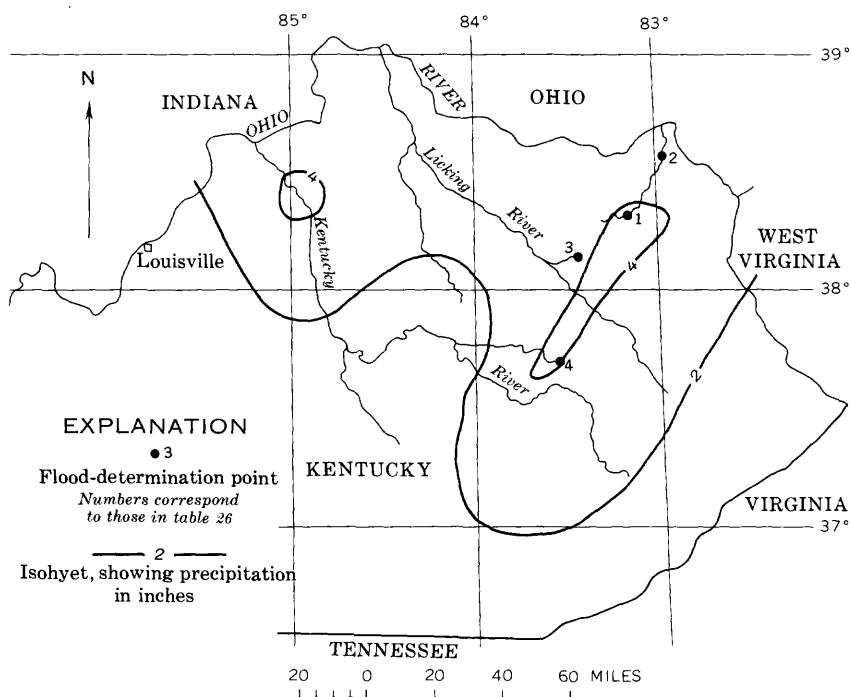 85°
84°
83°
39°
N
INDIANA
OHIO
RIVER
OHIO
Licking
River
2
4
1
3
Kentucky
Louisville
WEST
VIRGINIA
4
38°
4
River
2
EXPLANATION
3
Flood-determination point
Numbers correspond
to those in table 26
2
Isohyet, showing precipitation
in inches
KENTUCKY
VIRGINIA
37°
TENNESSEE
20 0 20 40 60 MILES